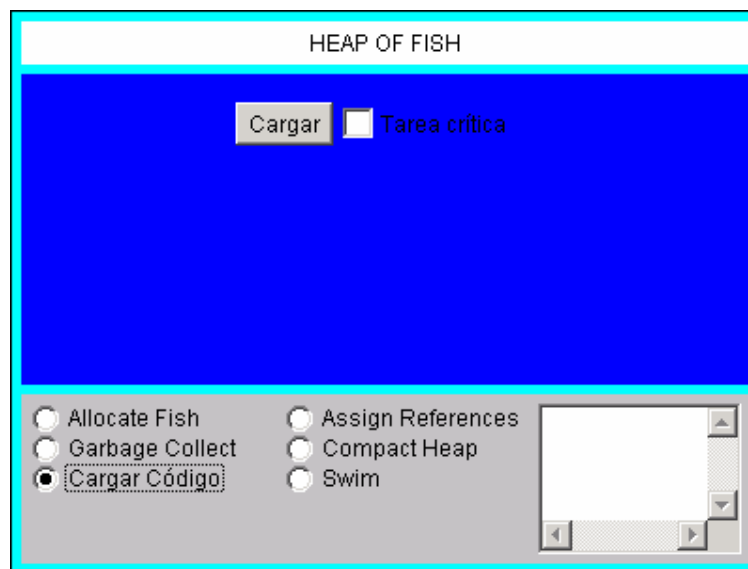 HEAP OF FISH
Cargar Tarea crítica
Allocate Fish Assign References
Garbage Collect Compact Heap
Cargar Código Swim